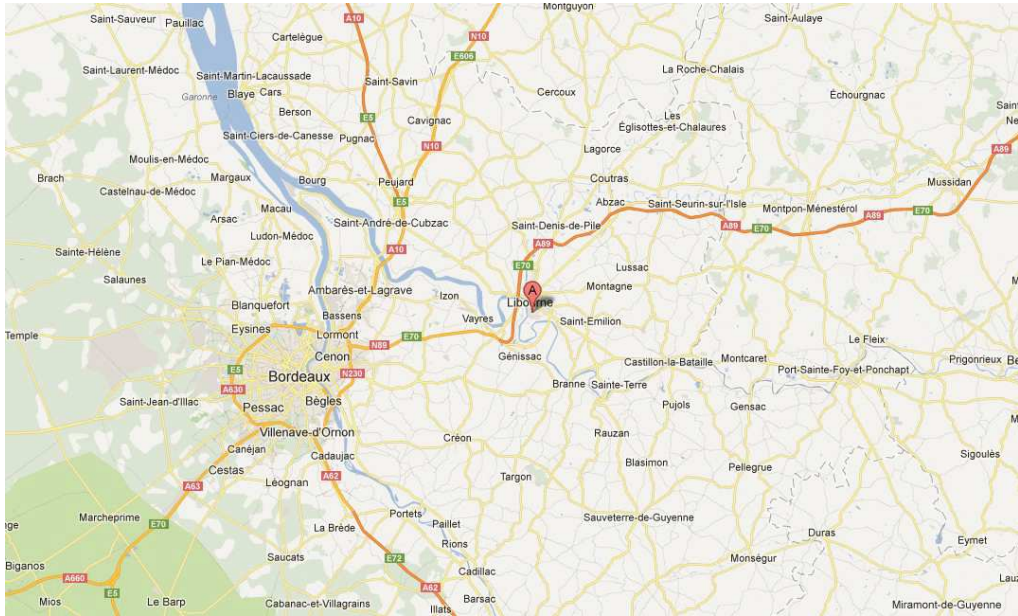 Montguyon
Saint-Sauveur
Pauillac
A10
N10
Saint-Aulaye
Cartelègue
E606
Saint-Laurent-Médoc
Saint-Martin-Lacaussade
Saint-Savin
La Roche-Chalais
Garonne
Blaye
Cars
Cercoux
Échourgnac
Berson
E5
Cavignac
Les
Églisottes-et-Chalaures
Saint-Ciers-de-Canesse
Pugnac
N10
A89
Moulis-en-Médoc
Lagorce
Brach
Margaux
Bourg
Peujard
Coutras
Mussidan
Castelnau-de-Médoc
E5
Abzac
Saint-Seurin-sur-l'Isle
Montpon-Ménestérol
Macau
A89
E70
Arsac
Saint-André-de-Cubzac
Saint-Denis-de-Pile
A89
E70
Ludon-Médoc
A10
A89
Sainte-Hélène
Le Pian-Médoc
E70
Lussac
Salaunes
Ambarès-et-Lagrave
A
Montagne
Blanquefort
Izon
Libourne
Bassens
Vayres
Saint-Emilion
Temple
Eysines
Lormont
E70
Le Fleix
N89
Cenon
Génissac
Castillon-la-Bataille
Montcaret
Prigonrieux
Be
E5
Bordeaux
N230
Port-Sainte-Foy-et-Ponchapt
A630
Branne
Sainte-Terre
Saint-Jean-d'Illac
Pessac
Bègles
Pujols
Gensac
Villenave-d'Ornon
Créon
Rauzan
Canéjan
Cadaujac
Sigoulès
Cestas
A62
Blasimon
Pellegrue
A63
Léognan
Targon
Portets
Marcheprime
E70
La Brède
Paillet
Sauveterre-de-Guyenne
Duras
Rions
Eymet
Saucats
E72
Monségur
Biganos
Cadillac
A660
A62
E5
Barsac
Mios
Le Barp
Cabanac-et-Villagrains
Illats
Miramont-de-Guyenne